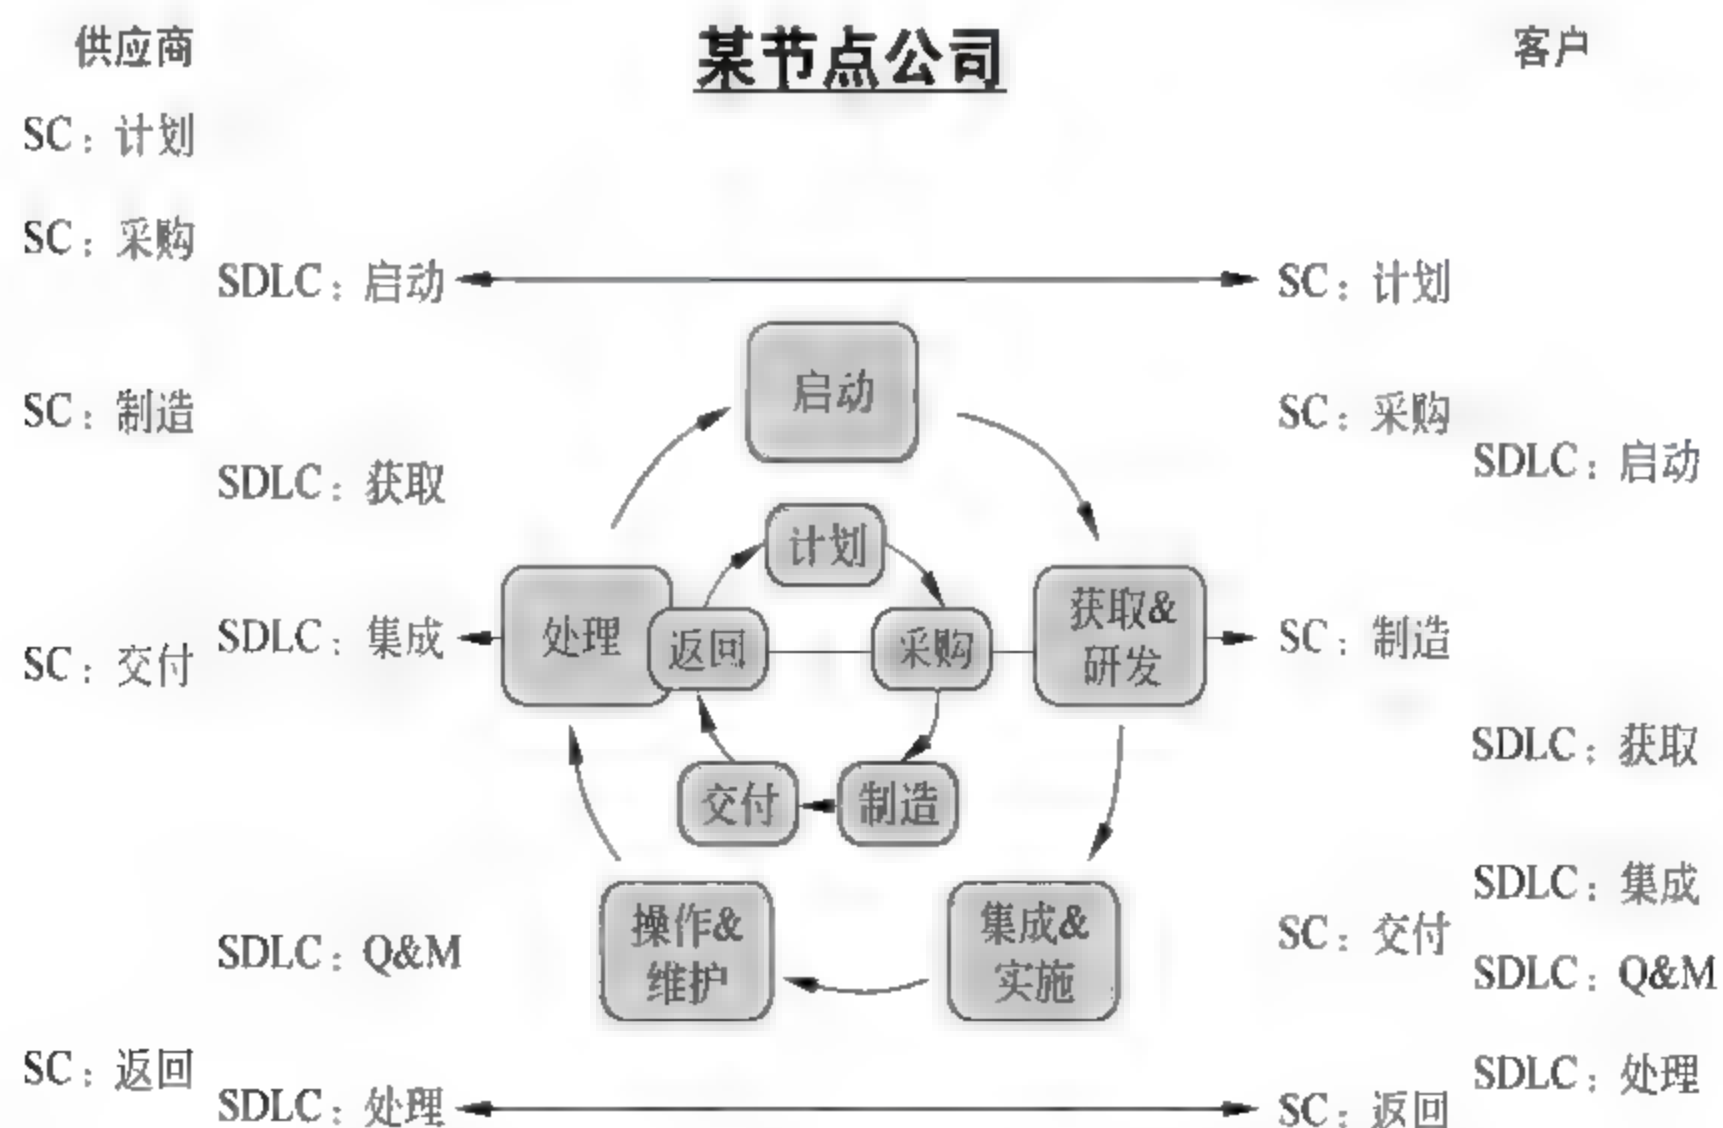 供应商
某节点公司
客户
SC：计划
SC：采购
SDLC：启动
SC：计划
启动
SC：制造
SC：采购
SDLC：启动
SDLC：获取
计划
处理
返回
采购
获取&
研发
SDLC：集成
SC：制造
SC：交付
SDLC：获取
交付
制造
SDLC：集成
操作&
维护
集成&
实施
SC：交付
SDLC：Q&M
SDLC：Q&M
SC：返回
SDLC：处理
SDLC：处理
SC：返回